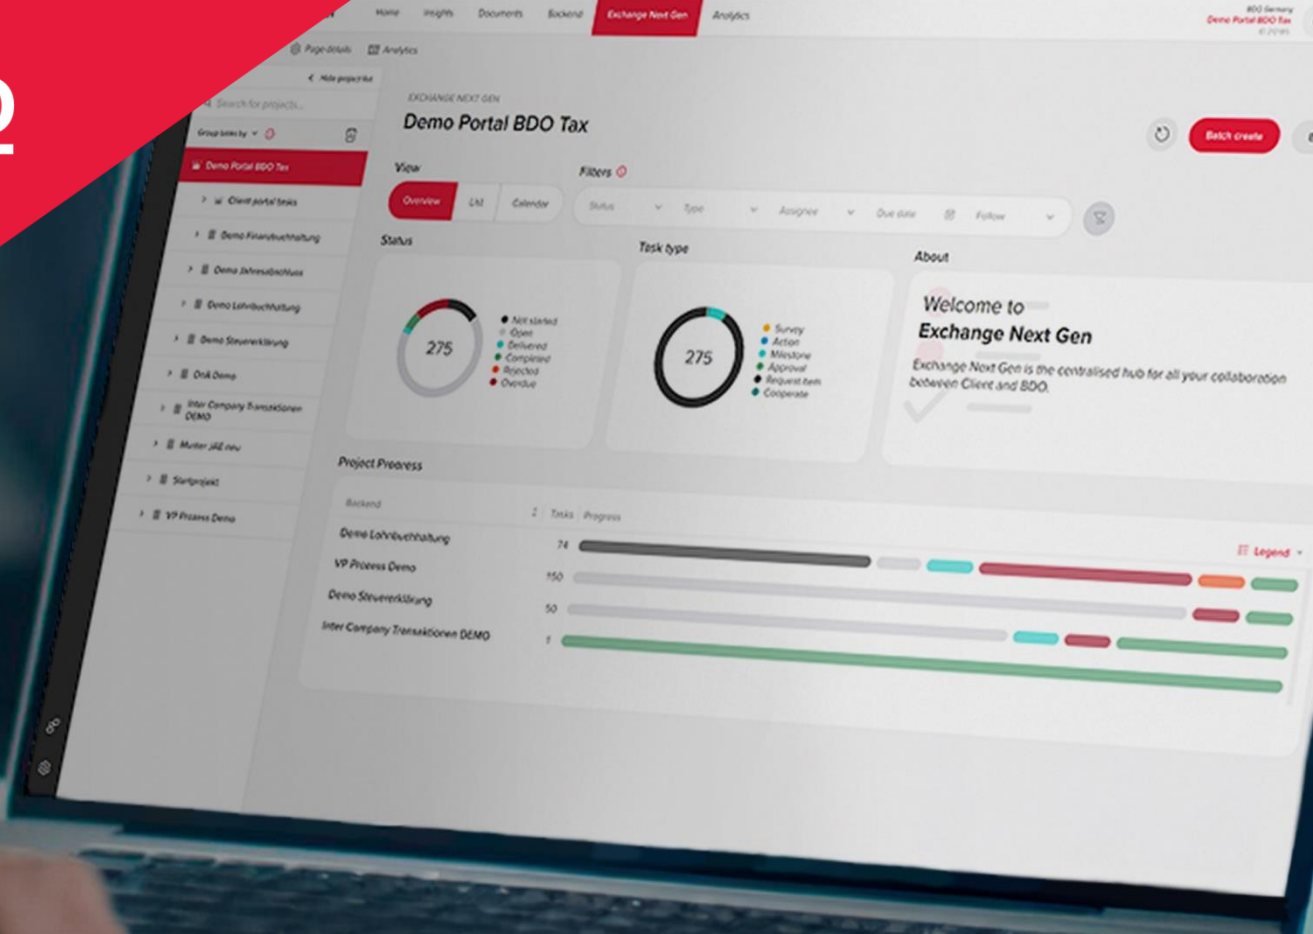 Home Insights Documents Backend Exchange Next Gen Analytics
BDO Germany
Demo Portal BDO Tax
Page details Analytics
Hide project list
Search for projects...
Group tasks by
Demo Portal BDO Tax
Client portal tasks
Demo Finanzbuchhaltung
Demo Jahresabschluss
Demo Lohnbuchhaltung
Demo Steuererklärung
DnA Demo
Inter Company Transaktionen
DEMO
Muster JAE neu
Startprojekt
VP Prozess Demo
EXCHANGE NEXT GEN
Demo Portal BDO Tax
Batch create
View
Overview List Calendar
Filters
Status Type Assignee Due date Follow
Status
275
Not started
Open
Delivered
Completed
Rejected
Overdue
Task type
275
Survey
Action
Milestone
Approval
Request item
Cooperate
About
Welcome to
Exchange Next Gen
Exchange Next Gen is the centralised hub for all your collaboration
between Client and BDO.
Project Progress
Backend Tasks Progress
Legend
Demo Lohnbuchhaltung 74
VP Prozess Demo 150
Demo Steuererklärung 50
Inter Company Transaktionen DEMO 1